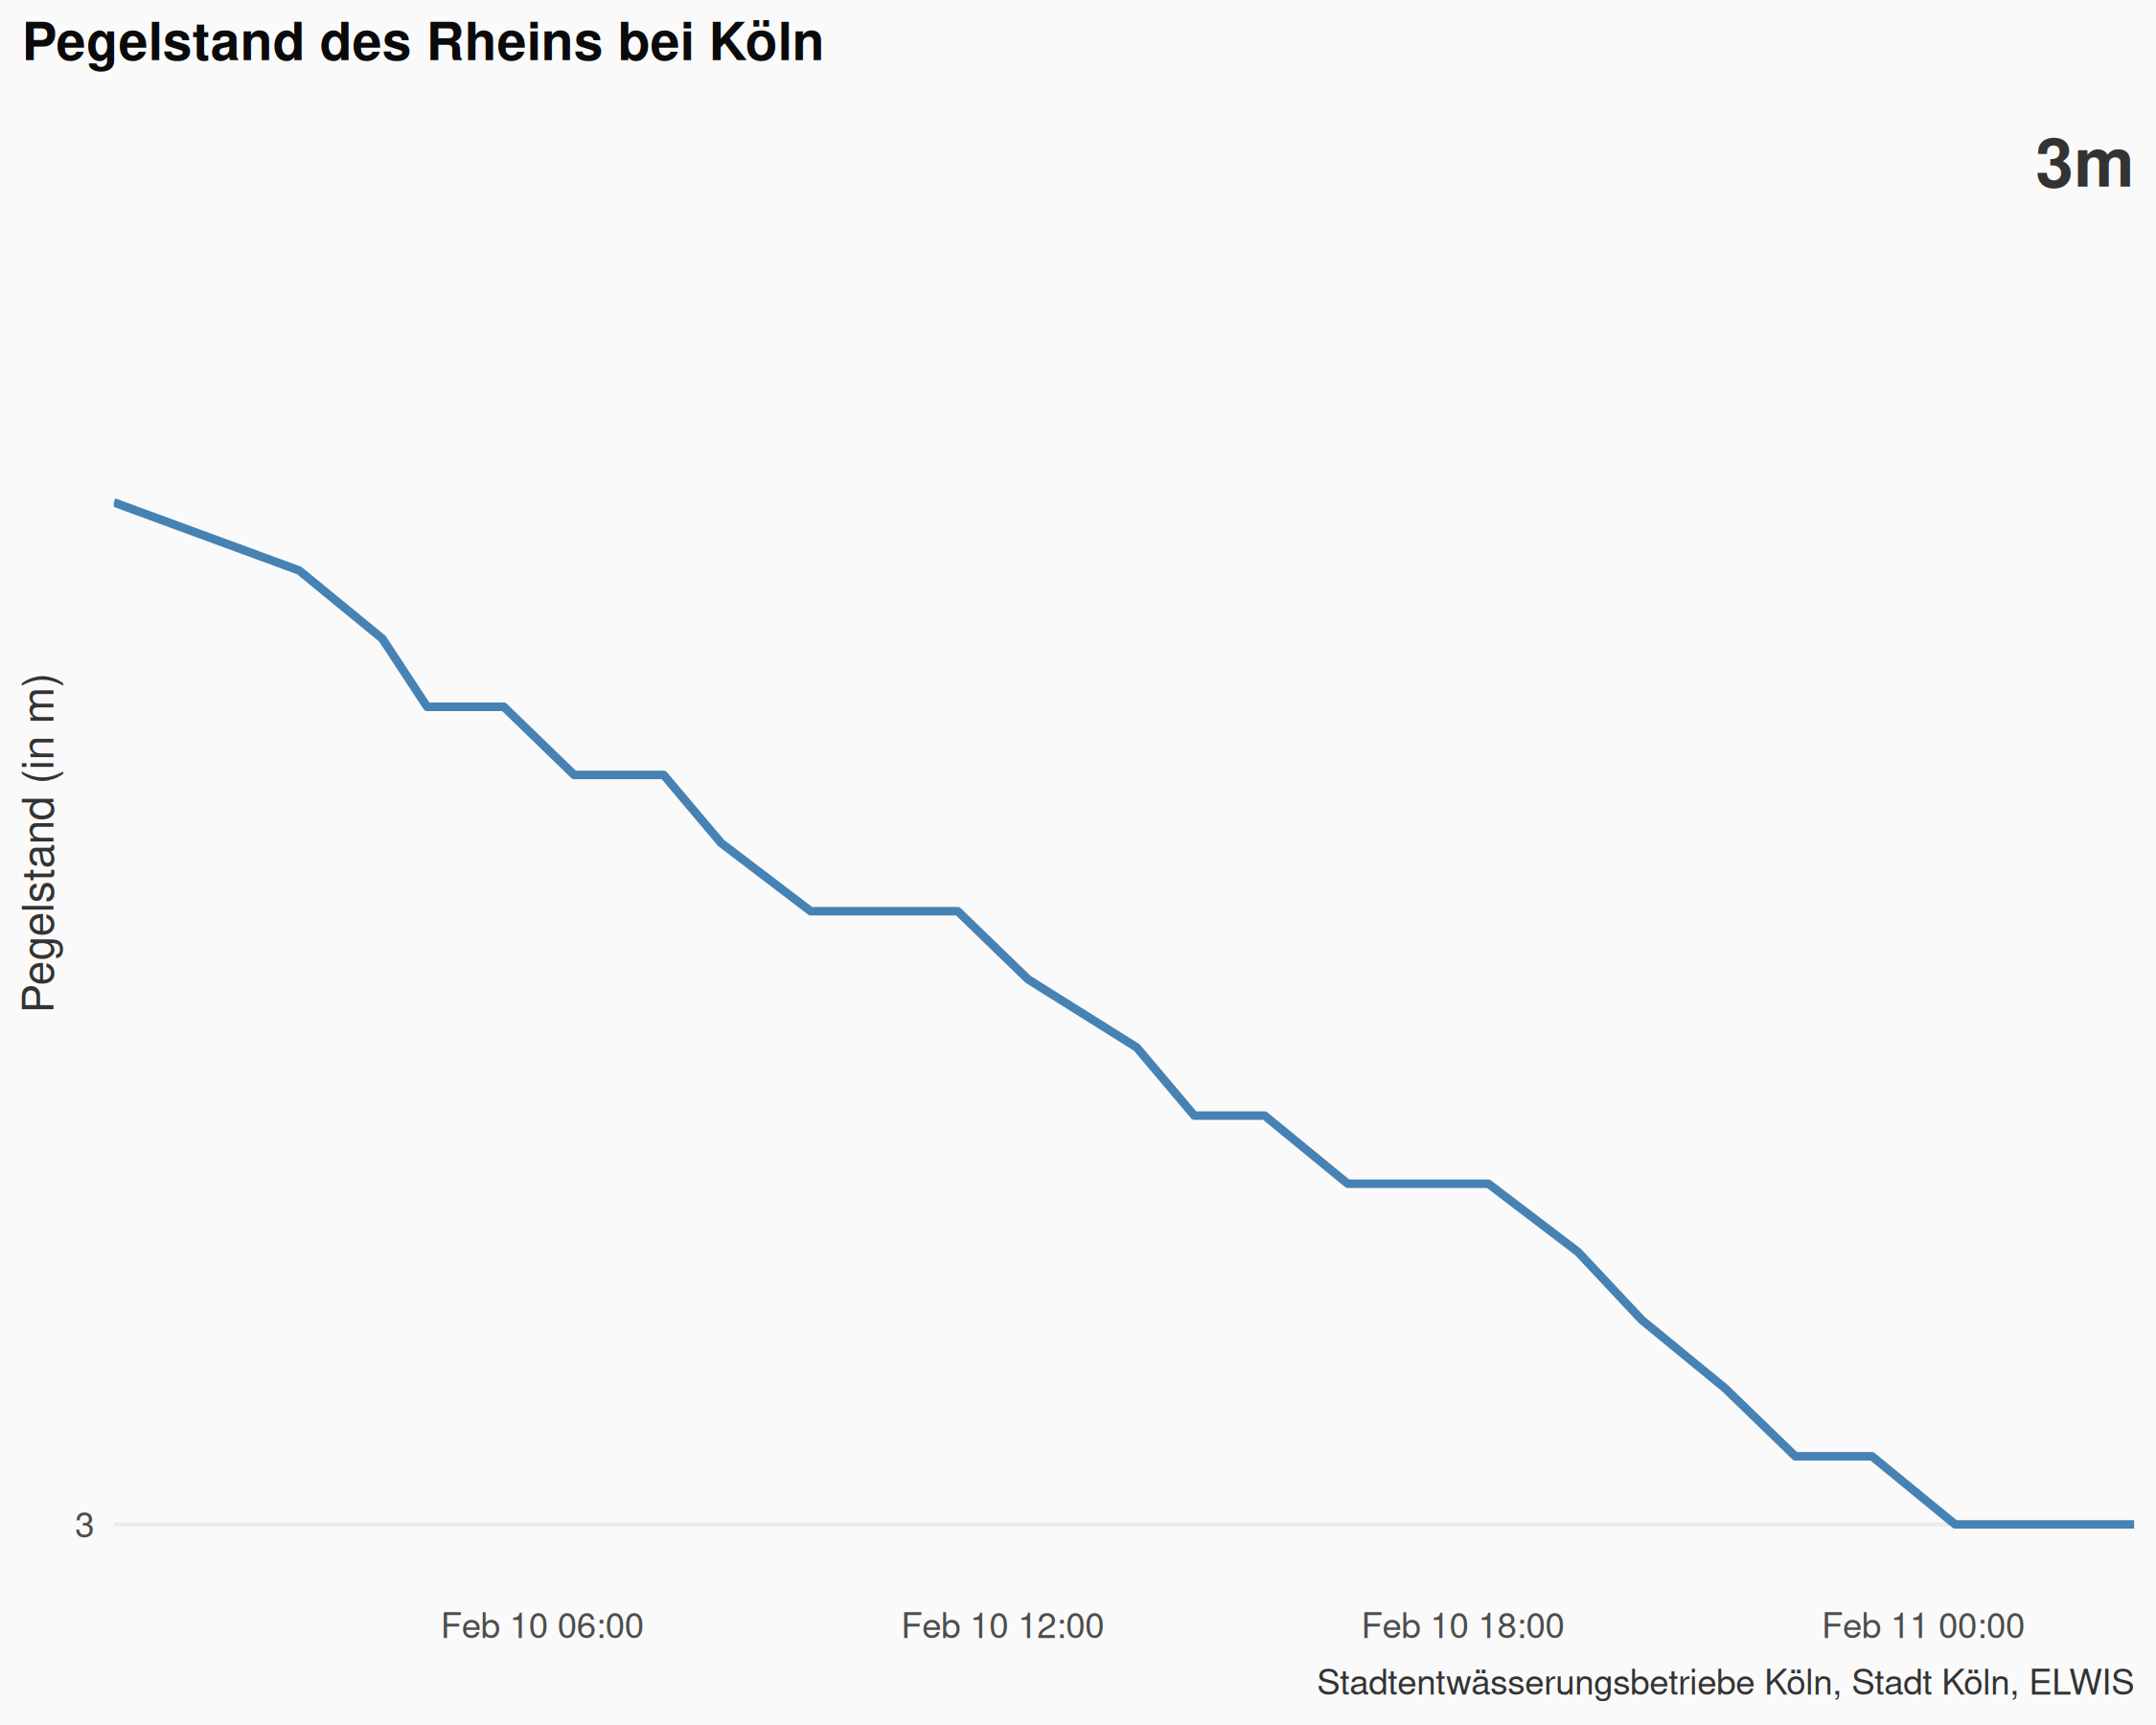 Pegelstand des Rheins bei Köln
3m
Pegelstand (in m)
3
Feb 10 06:00
Feb 10 12:00
Feb 10 18:00
Feb 11 00:00
Stadtentwässerungsbetriebe Köln, Stadt Köln, ELWIS